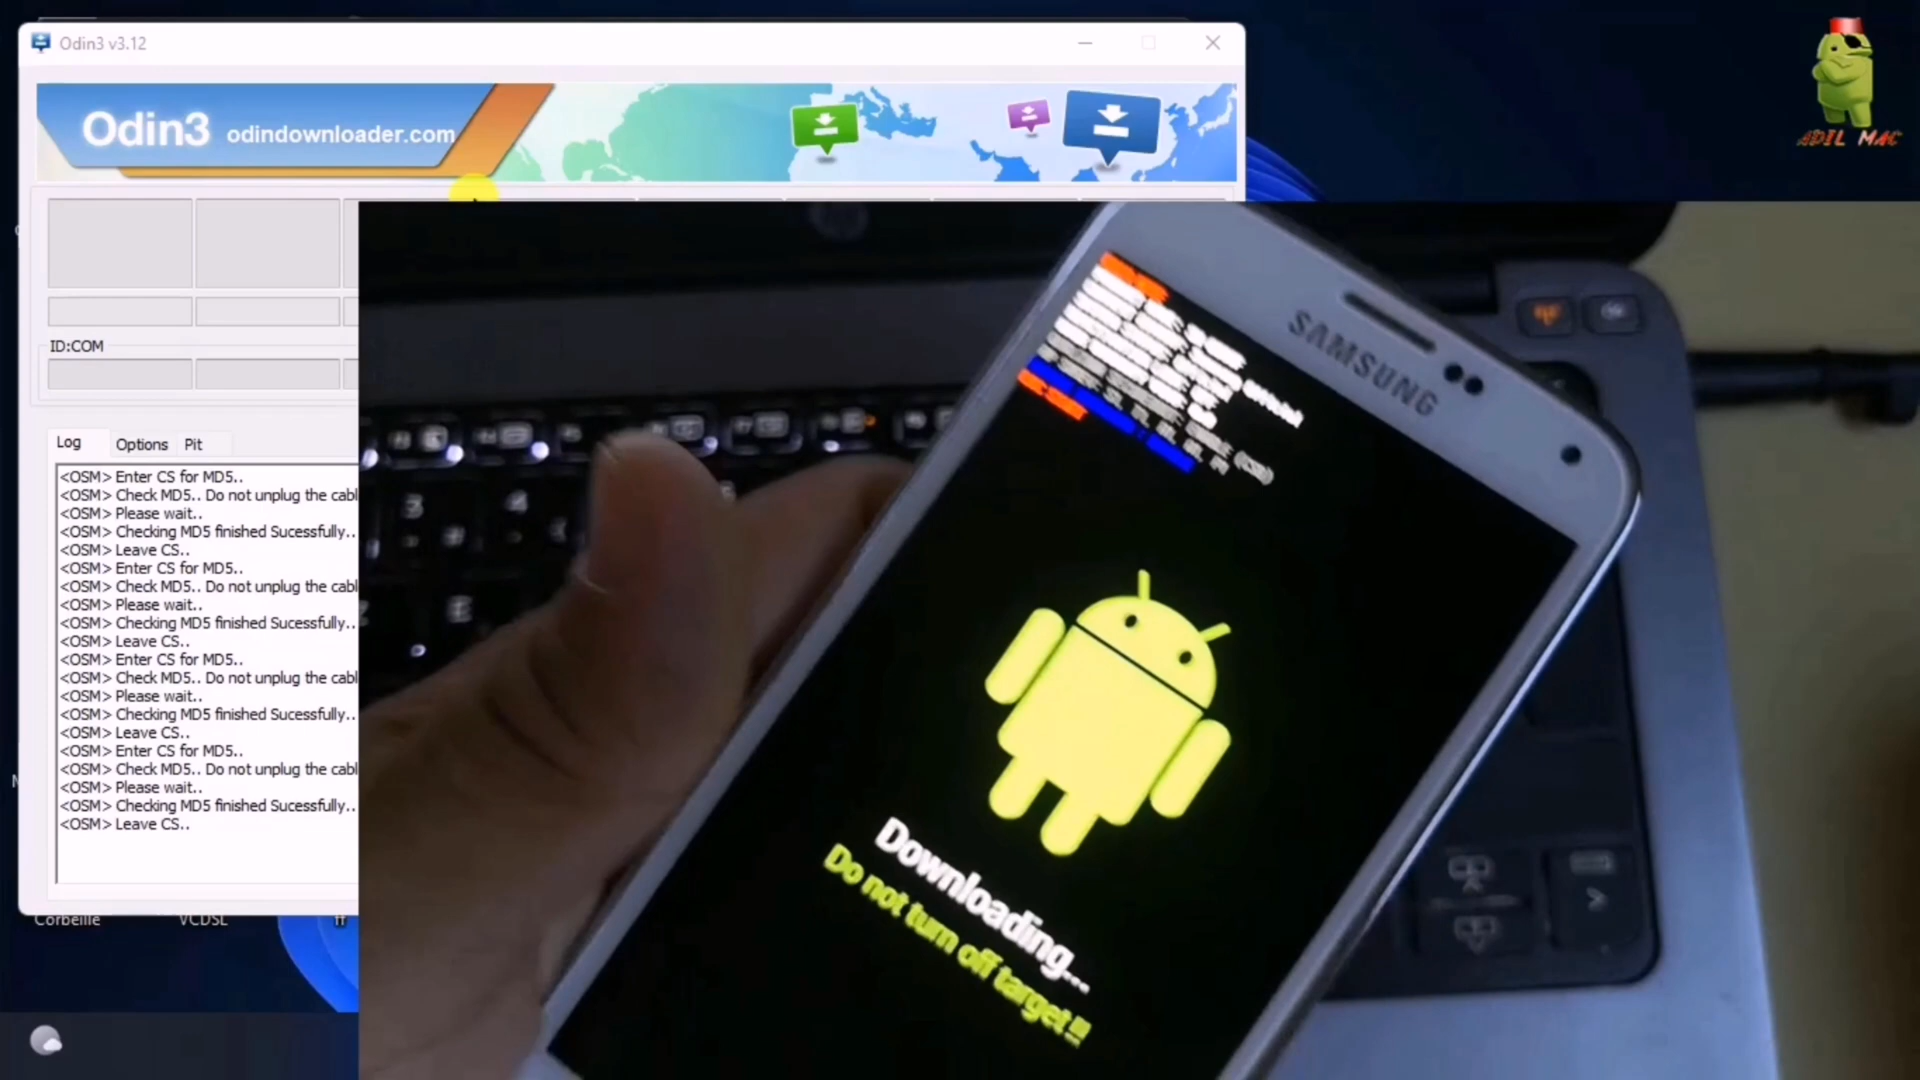 Odin3 v3.12
Odin3 odindownloader.com
ADIL MAC
ID:COM
Log Options Pit
<OSM> Enter CS for MD5..
<OSM> Check MD5.. Do not unplug the cabl
<OSM> Please wait..
<OSM> Checking MD5 finished Sucessfully..
<OSM> Leave CS..
<OSM> Enter CS for MD5..
<OSM> Check MD5.. Do not unplug the cabl
<OSM> Please wait..
<OSM> Checking MD5 finished Sucessfully..
<OSM> Leave CS..
<OSM> Enter CS for MD5..
<OSM> Check MD5.. Do not unplug the cabl
<OSM> Please wait..
<OSM> Checking MD5 finished Sucessfully..
<OSM> Leave CS..
<OSM> Enter CS for MD5..
<OSM> Check MD5.. Do not unplug the cabl
<OSM> Please wait..
<OSM> Checking MD5 finished Sucessfully..
<OSM> Leave CS..
Corbeille VCDSL ff
SAMSUNG
Downloading...
Do not turn off target!!